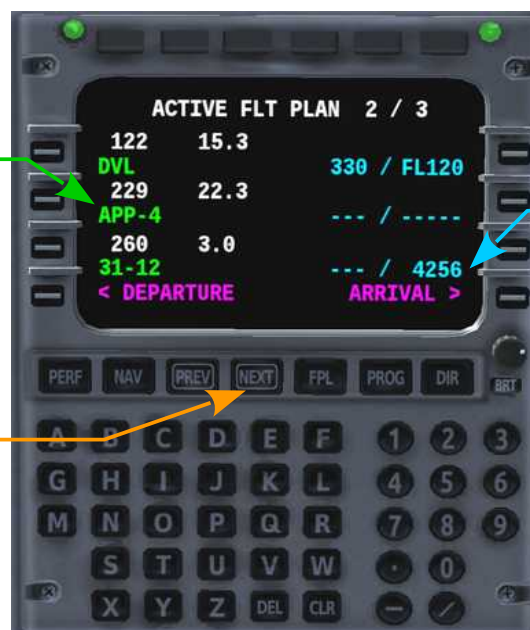 ACTIVE FLT PLAN 2 / 3
122 15.3
DVL 330 / FL120
229 22.3
APP-4 --- / -----
260 3.0
31-12 --- / 4256
< DEPARTURE ARRIVAL >
PERF NAV PREV NEXT FPL PROG DIR BRT
A B C D E F 1 2 3
G H I J K L 4 5 6
M N O P Q R 7 8 9
S T U V W · 0
X Y Z DEL CLR - /